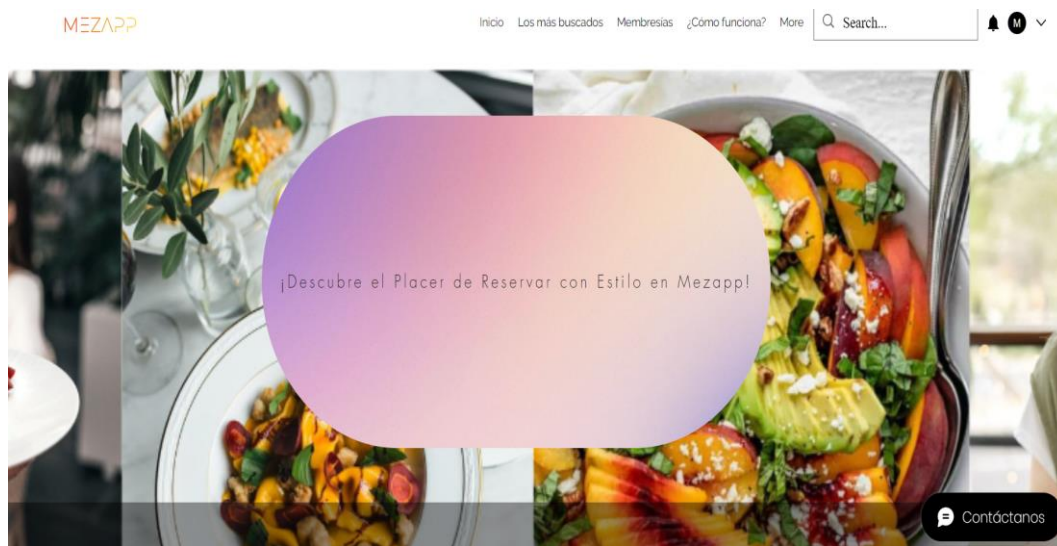 MEZAPP
Inicio Los más buscados Membresías ¿Cómo funciona? More Search... M
¡Descubre el Placer de Reservar con Estilo en Mezapp!
Contáctanos